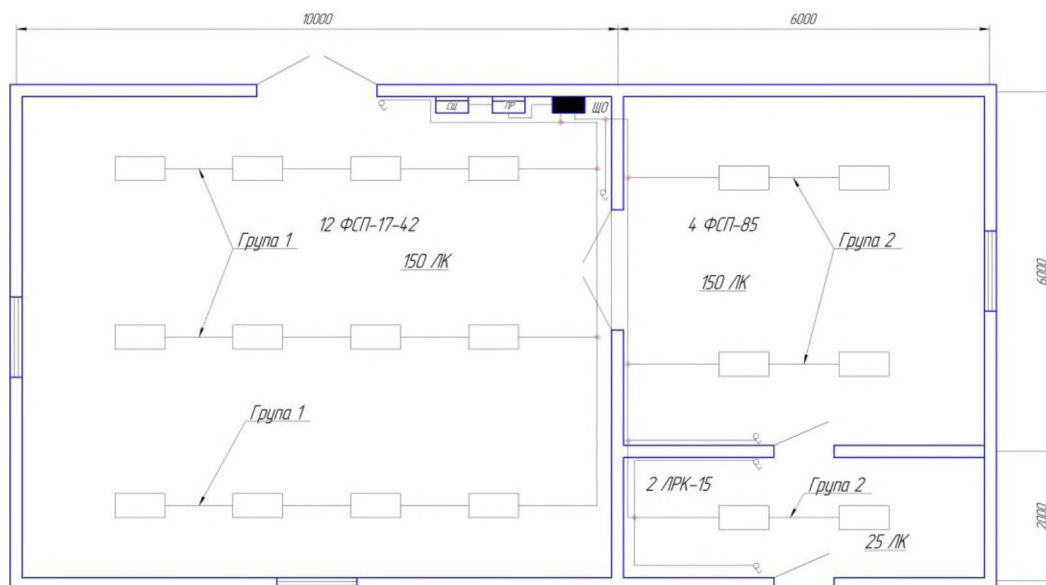 10000
6000
СЩ
ПР
ЩО
12 ФСП-17-42
4 ФСП-85
Група 1
Група 2
150 ЛК
150 ЛК
6000
Група 1
2 ЛРК-15
Група 2
25 ЛК
2000